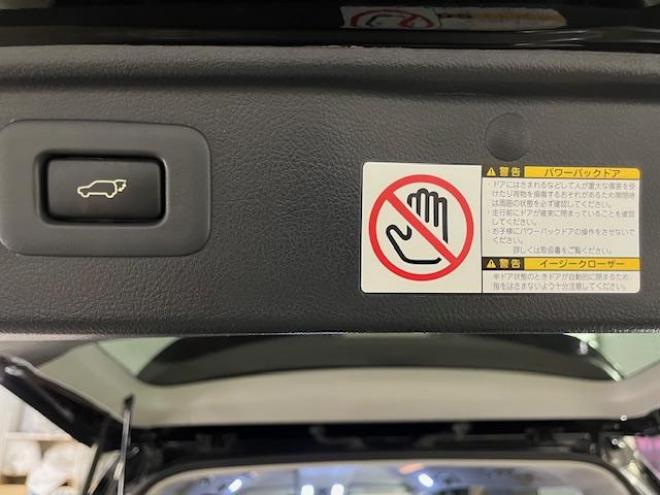 警告 パワーバックドア
・ドアにはさまれるなどして人が重大な傷害を受
けたり荷物を損傷するおそれがあるため開閉時
は周囲の状態を必ず確認してください。
・走行前にドアが確実に閉まっていることを確認
してください。
・お子様にパワーバックドアの操作をさせないで
ください。
詳しくは取扱書をご覧ください。
警告 イージークローザー
半ドア状態のときドアが自動的に閉まるため
指をはさまないよう十分注意してください。